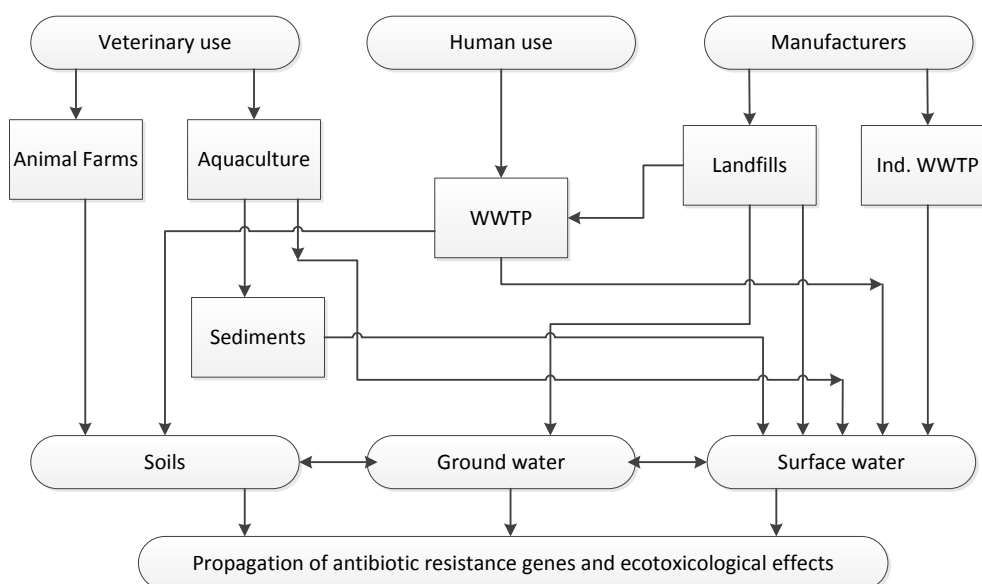 Veterinary use
Human use
Manufacturers
Animal Farms
Aquaculture
Landfills
Ind. WWTP
WWTP
Sediments
Soils
Ground water
Surface water
Propagation of antibiotic resistance genes and ecotoxicological effects